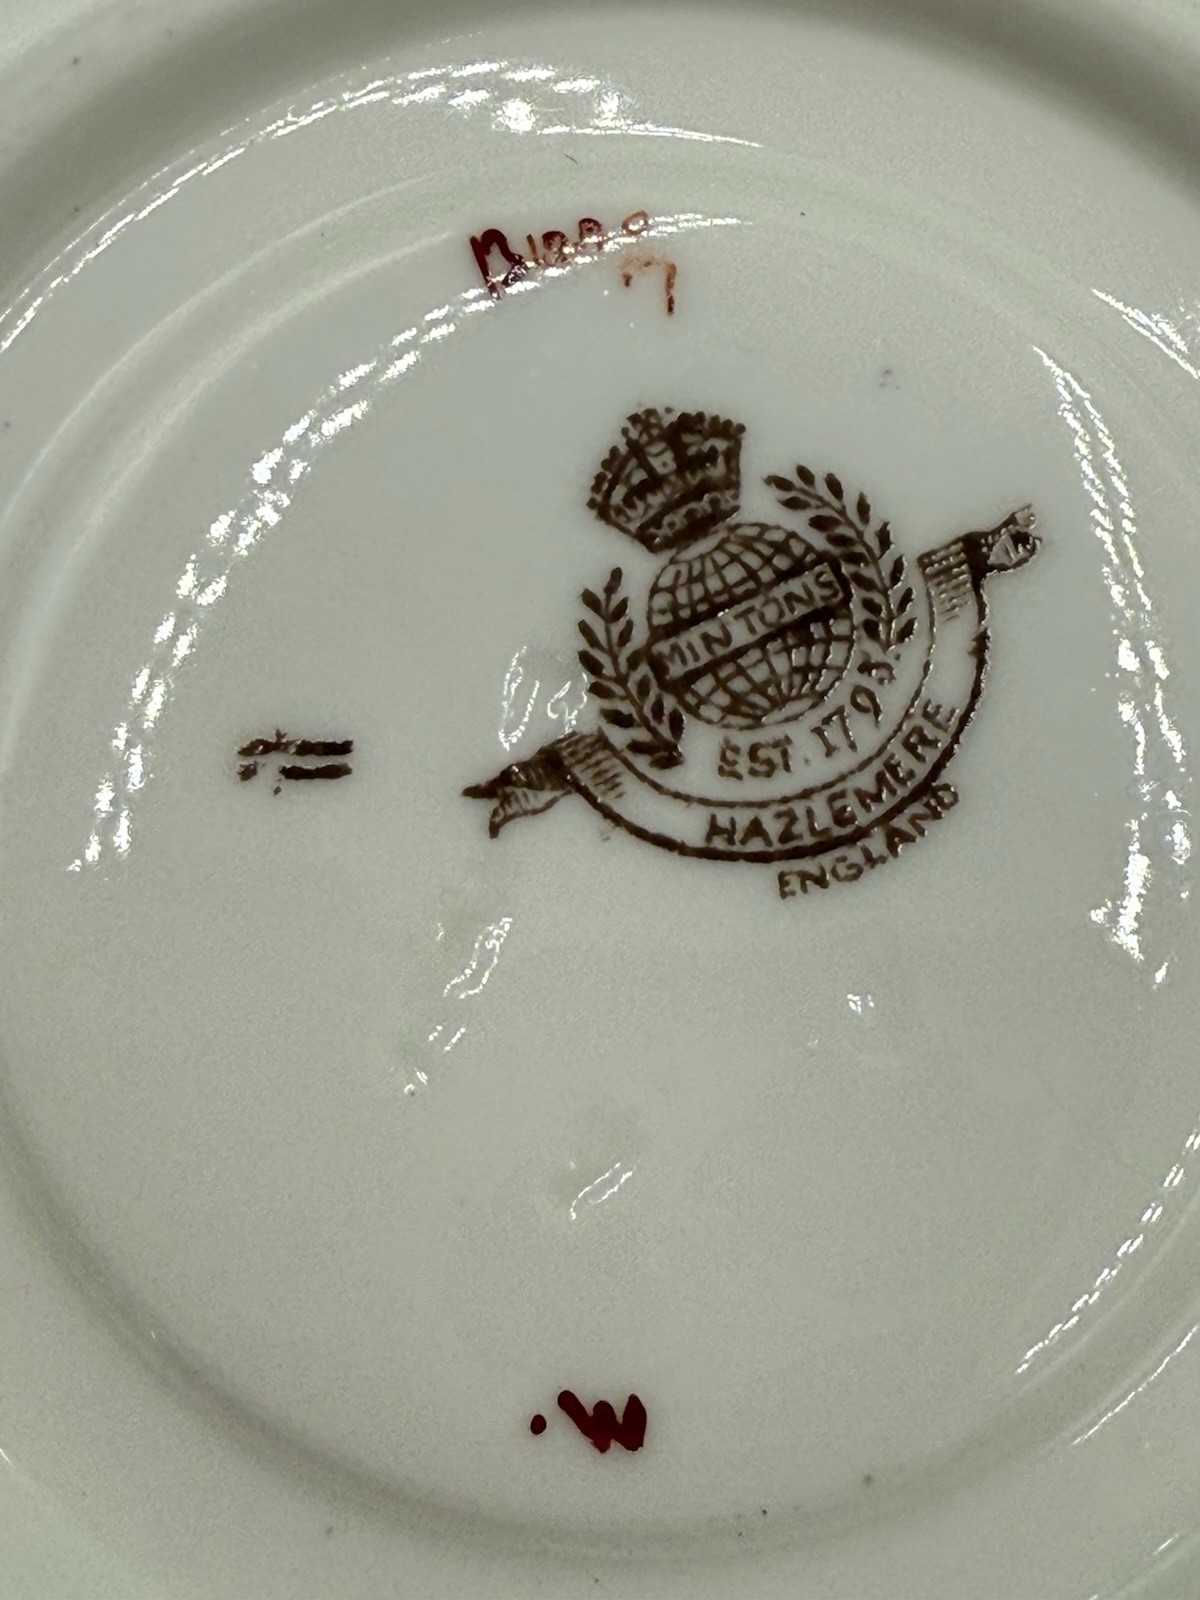 MINTONS
EST. 1793.
HAZLEMERE
ENGLAND
.W